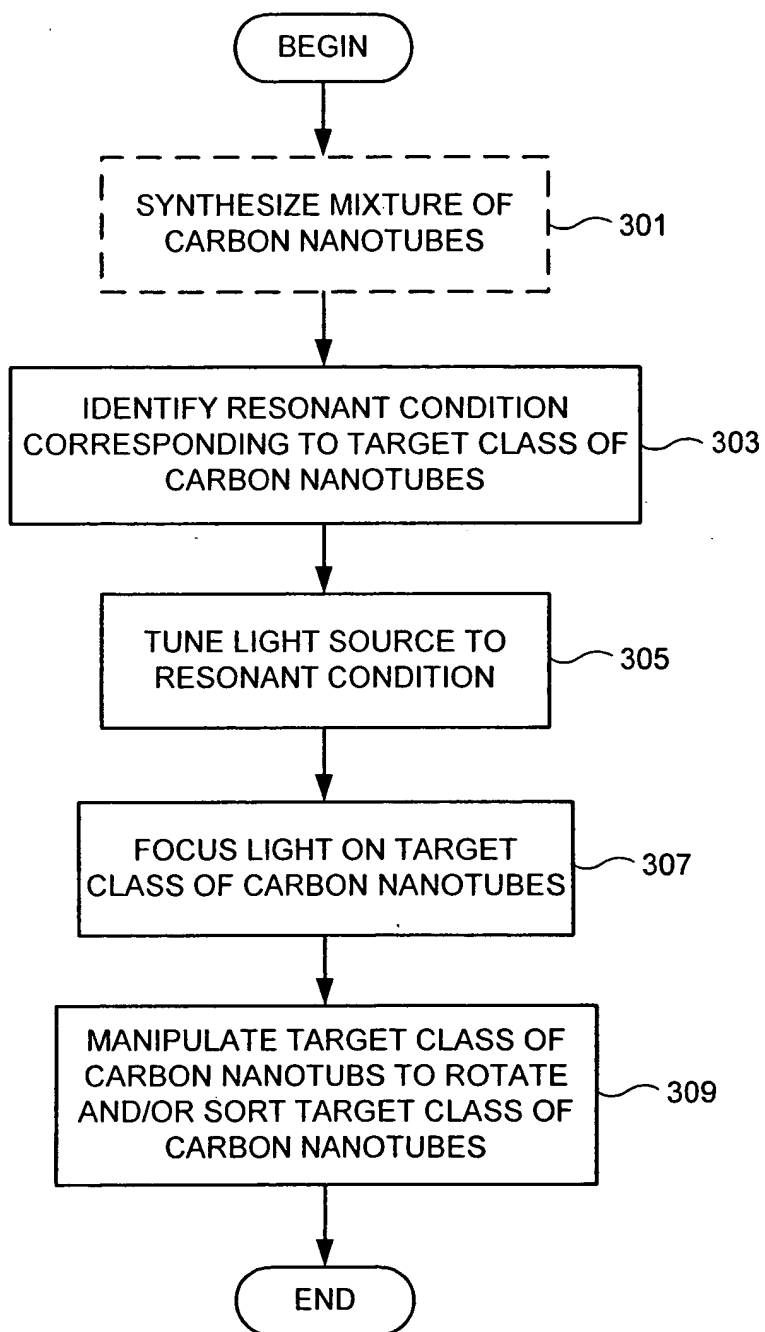 BEGIN
SYNTHESIZE MIXTURE OF
CARBON NANOTUBES
301
IDENTIFY RESONANT CONDITION
CORRESPONDING TO TARGET CLASS OF
CARBON NANOTUBES
303
TUNE LIGHT SOURCE TO
RESONANT CONDITION
305
FOCUS LIGHT ON TARGET
CLASS OF CARBON NANOTUBES
307
MANIPULATE TARGET CLASS OF
CARBON NANOTUBS TO ROTATE
AND/OR SORT TARGET CLASS OF
CARBON NANOTUBES
309
END